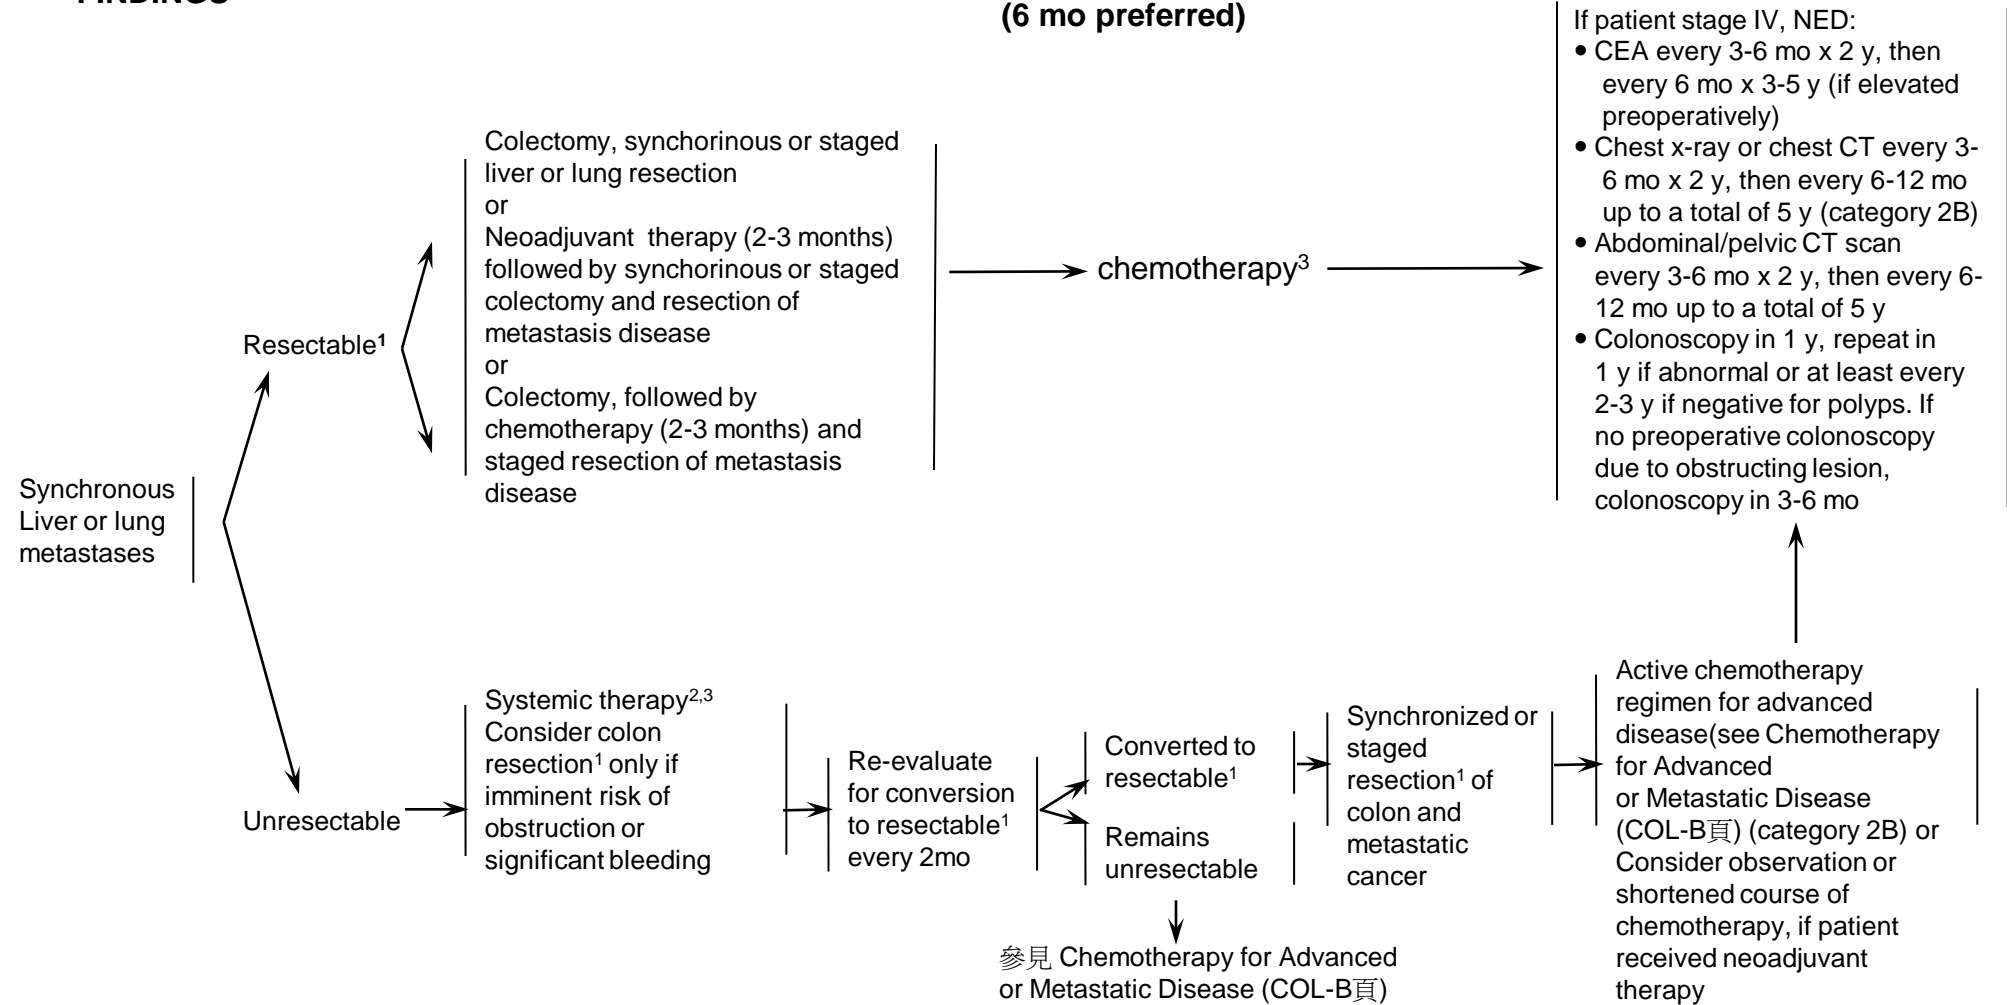 FINDINGS
(6 mo preferred)
Synchronous
Liver or lung
metastases
Resectable¹
Colectomy, synchorinous or staged
liver or lung resection
or
Neoadjuvant therapy (2-3 months)
followed by synchorinous or staged
colectomy and resection of
metastasis disease
or
Colectomy, followed by
chemotherapy (2-3 months) and
staged resection of metastasis
disease
chemotherapy³
If patient stage IV, NED:
• CEA every 3-6 mo x 2 y, then
every 6 mo x 3-5 y (if elevated
preoperatively)
• Chest x-ray or chest CT every 3-
6 mo x 2 y, then every 6-12 mo
up to a total of 5 y (category 2B)
• Abdominal/pelvic CT scan
every 3-6 mo x 2 y, then every 6-
12 mo up to a total of 5 y
• Colonoscopy in 1 y, repeat in
1 y if abnormal or at least every
2-3 y if negative for polyps. If
no preoperative colonoscopy
due to obstructing lesion,
colonoscopy in 3-6 mo
Unresectable
Systemic therapy²,³
Consider colon
resection¹ only if
imminent risk of
obstruction or
significant bleeding
Re-evaluate
for conversion
to resectable¹
every 2mo
Converted to
resectable¹
Remains
unresectable
參見 Chemotherapy for Advanced
or Metastatic Disease (COL-B頁)
Synchronized or
staged
resection¹ of
colon and
metastatic
cancer
Active chemotherapy
regimen for advanced
disease(see Chemotherapy
for Advanced
or Metastatic Disease
(COL-B頁) (category 2B) or
Consider observation or
shortened course of
chemotherapy, if patient
received neoadjuvant
therapy